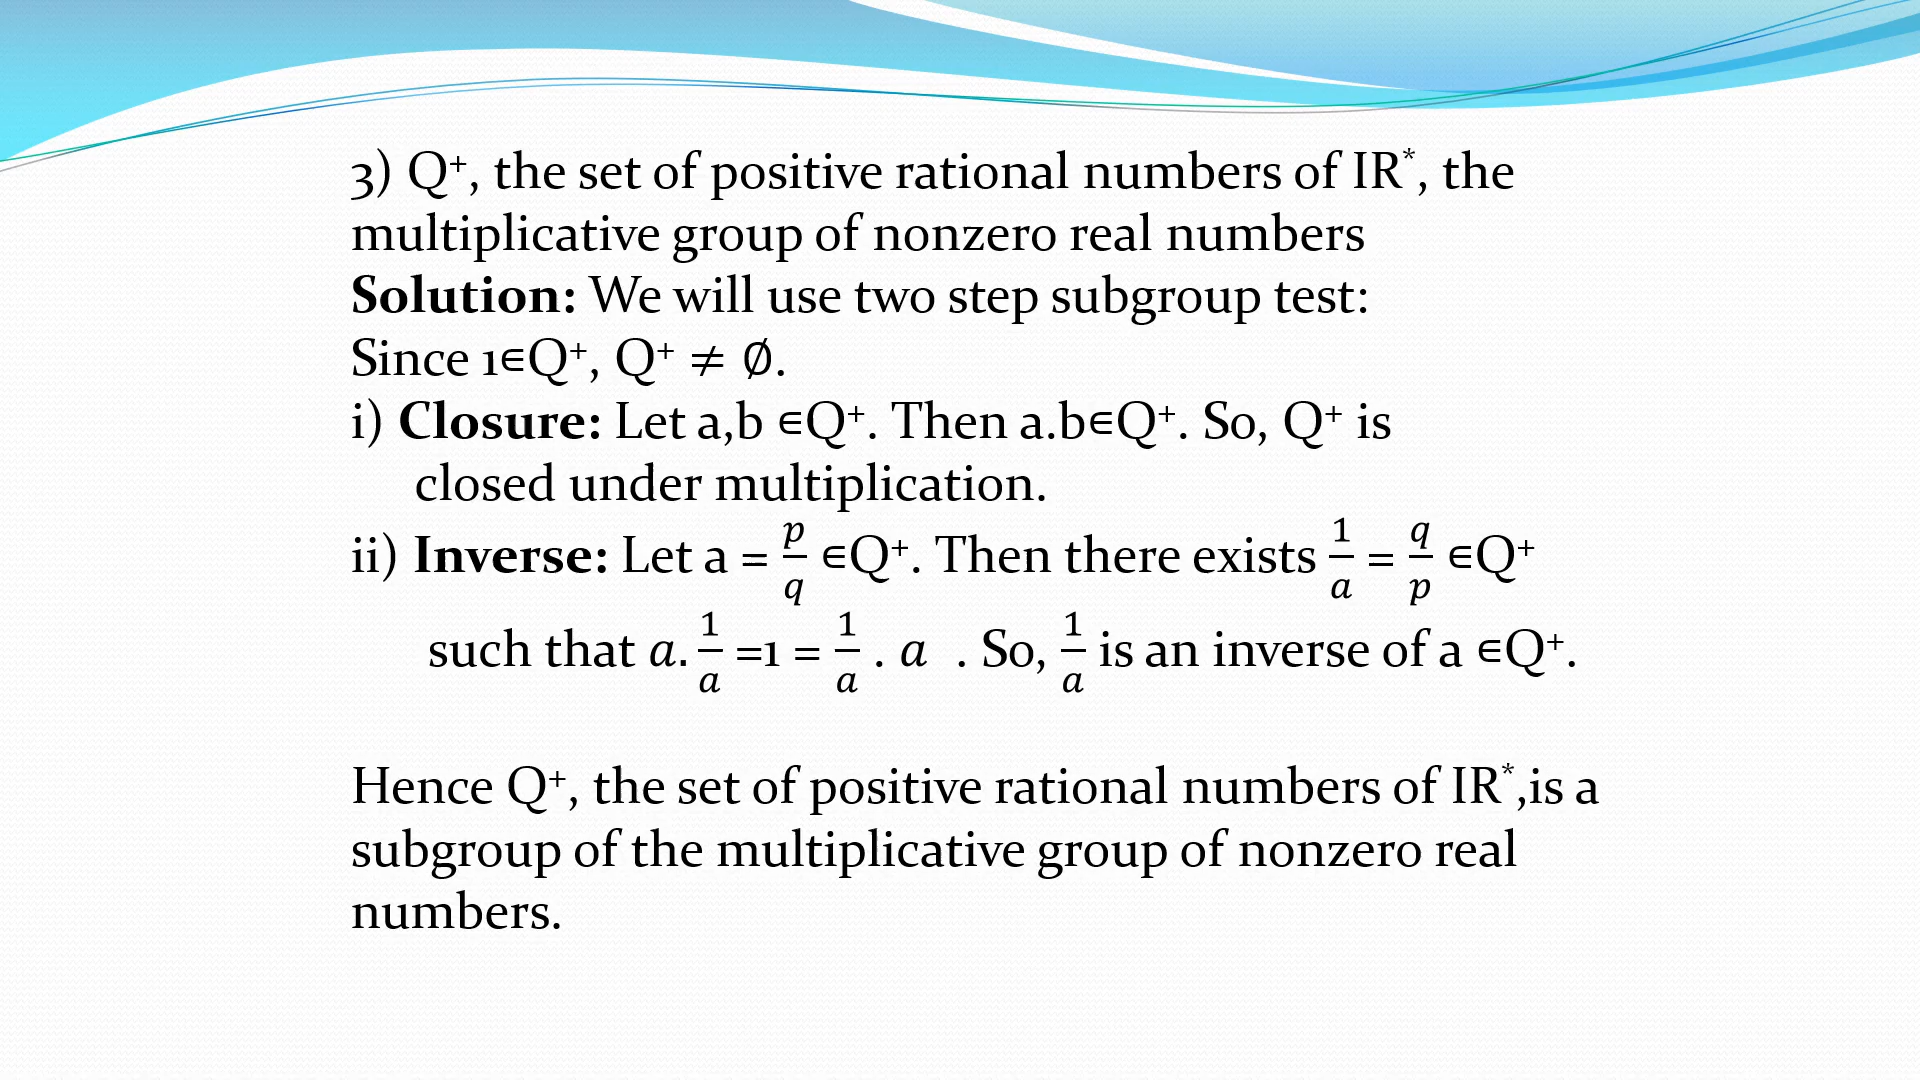 3) Q⁺, the set of positive rational numbers of IR*, the
multiplicative group of nonzero real numbers
Solution: We will use two step subgroup test:
Since 1∈Q⁺, Q⁺ ≠ ∅.
i) Closure: Let a,b ∈Q⁺. Then a.b∈Q⁺. So, Q⁺ is
closed under multiplication.
ii) Inverse: Let a = p/q ∈Q⁺. Then there exists 1/a = q/p ∈Q⁺
such that a. 1/a =1 = 1/a . a . So, 1/a is an inverse of a ∈Q⁺.
Hence Q⁺, the set of positive rational numbers of IR*,is a
subgroup of the multiplicative group of nonzero real
numbers.